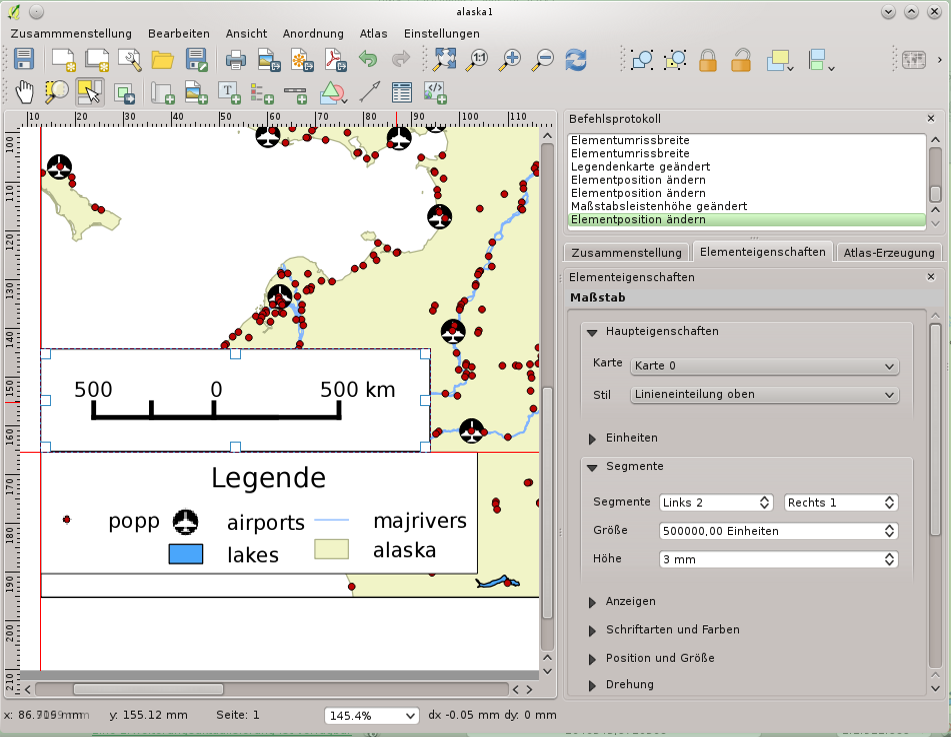 alaska1
Zusammmenstellung Bearbeiten Ansicht Anordnung Atlas Einstellungen
1:1
10 20 30 40 50 60 70 80 90 100 110
100
110
120
130
140
150
160
170
180
190
200
210
500 0 500 km
Legende
popp airports majrivers
lakes alaska
Befehlsprotokoll
Elementumrissbreite
Elementumrissbreite
Legendenkarte geändert
Elementposition ändern
Elementposition ändern
Maßstabsleistenhöhe geändert
Elementposition ändern
Zusammenstellung Elementeigenschaften Atlas-Erzeugung
Elementeigenschaften
Maßstab
Haupteigenschaften
Karte Karte 0
Stil Linieneinteilung oben
Einheiten
Segmente
Segmente Links 2 Rechts 1
Größe 500000,00 Einheiten
Höhe 3 mm
Anzeigen
Schriftarten und Farben
Position und Größe
Drehung
y: 155.12 mm Seite: 1 145.4% dx -0.05 mm dy: 0 mm